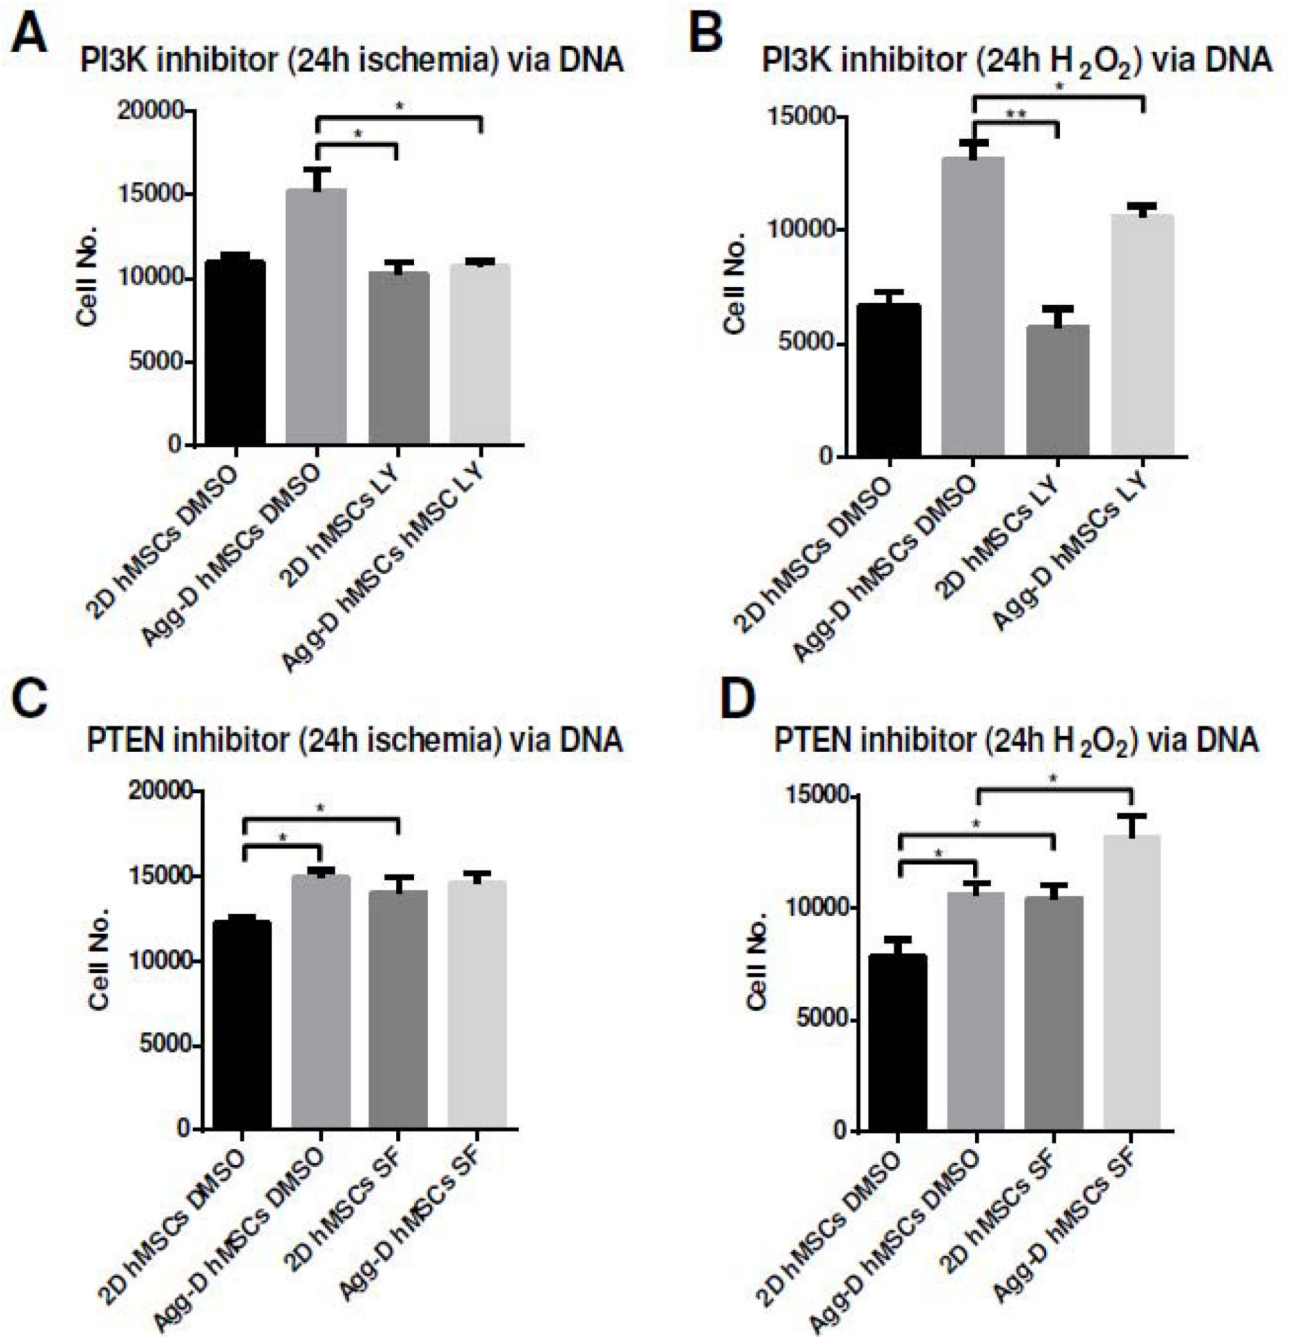 A
PI3K inhibitor (24h ischemia) via DNA
20000
15000
10000
5000
0
Cell No.
*
*
2D hMSCs DMSO
Agg-D hMSCs DMSO
2D hMSCs LY
Agg-D hMSCs hMSC LY
B
PI3K inhibitor (24h H2O2) via DNA
15000
10000
5000
0
Cell No.
*
**
2D hMSCs DMSO
Agg-D hMSCs DMSO
2D hMSCs LY
Agg-D hMSCs LY
C
PTEN inhibitor (24h ischemia) via DNA
20000
15000
10000
5000
0
Cell No.
*
*
2D hMSCs DMSO
Agg-D hMSCs DMSO
2D hMSCs SF
Agg-D hMSCs SF
D
PTEN inhibitor (24h H2O2) via DNA
15000
10000
5000
0
Cell No.
*
*
*
2D hMSCs DMSO
Agg-D hMSCs DMSO
2D hMSCs SF
Agg-D hMSCs SF